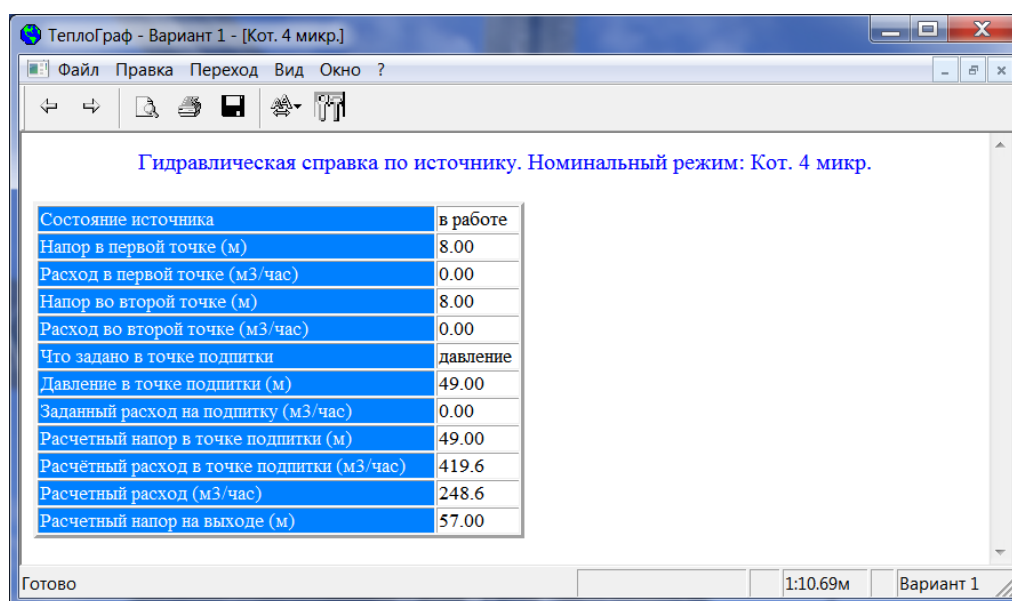 ТеплоГраф - Вариант 1 - [Кот. 4 микр.]
Файл Правка Переход Вид Окно ?
Гидравлическая справка по источнику. Номинальный режим: Кот. 4 микр.
Состояние источника в работе
Напор в первой точке (м) 8.00
Расход в первой точке (м3/час) 0.00
Напор во второй точке (м) 8.00
Расход во второй точке (м3/час) 0.00
Что задано в точке подпитки давление
Давление в точке подпитки (м) 49.00
Заданный расход на подпитку (м3/час) 0.00
Расчетный напор в точке подпитки (м) 49.00
Расчётный расход в точке подпитки (м3/час) 419.6
Расчетный расход (м3/час) 248.6
Расчетный напор на выходе (м) 57.00
Готово 1:10.69м Вариант 1